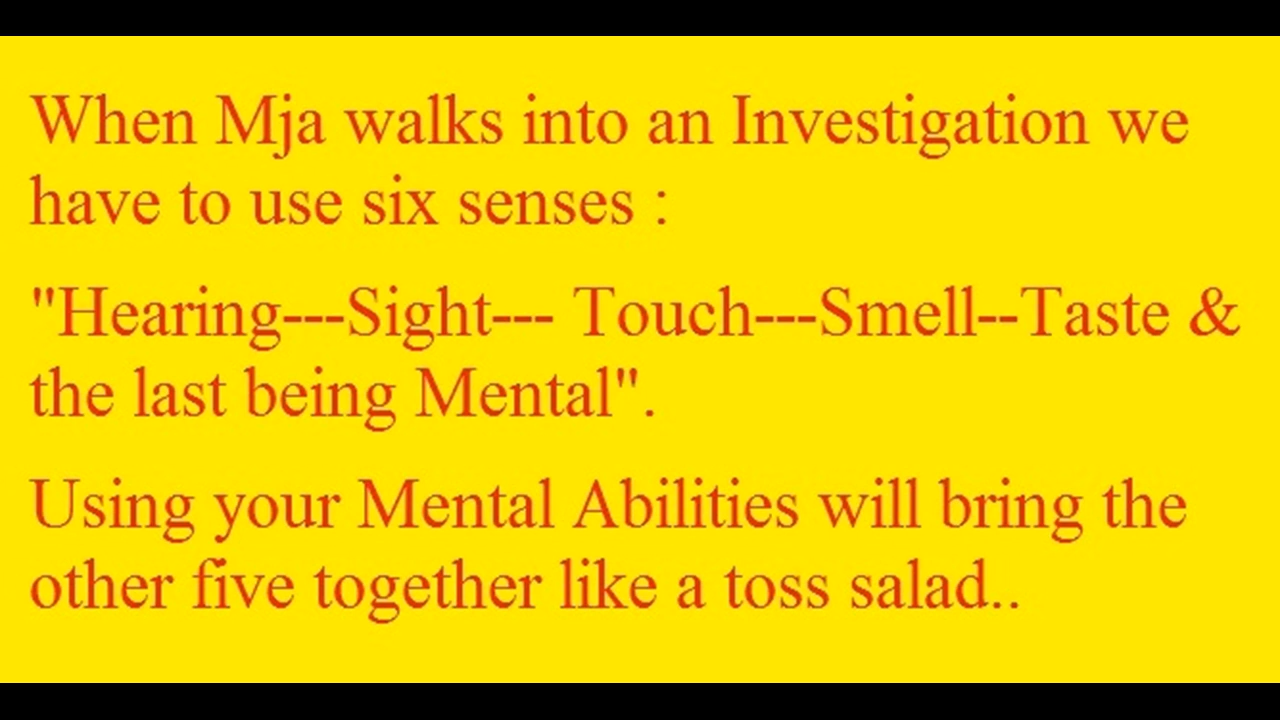 When Mja walks into an Investigation we
have to use six senses :
"Hearing---Sight--- Touch---Smell--Taste &
the last being Mental".
Using your Mental Abilities will bring the
other five together like a toss salad..